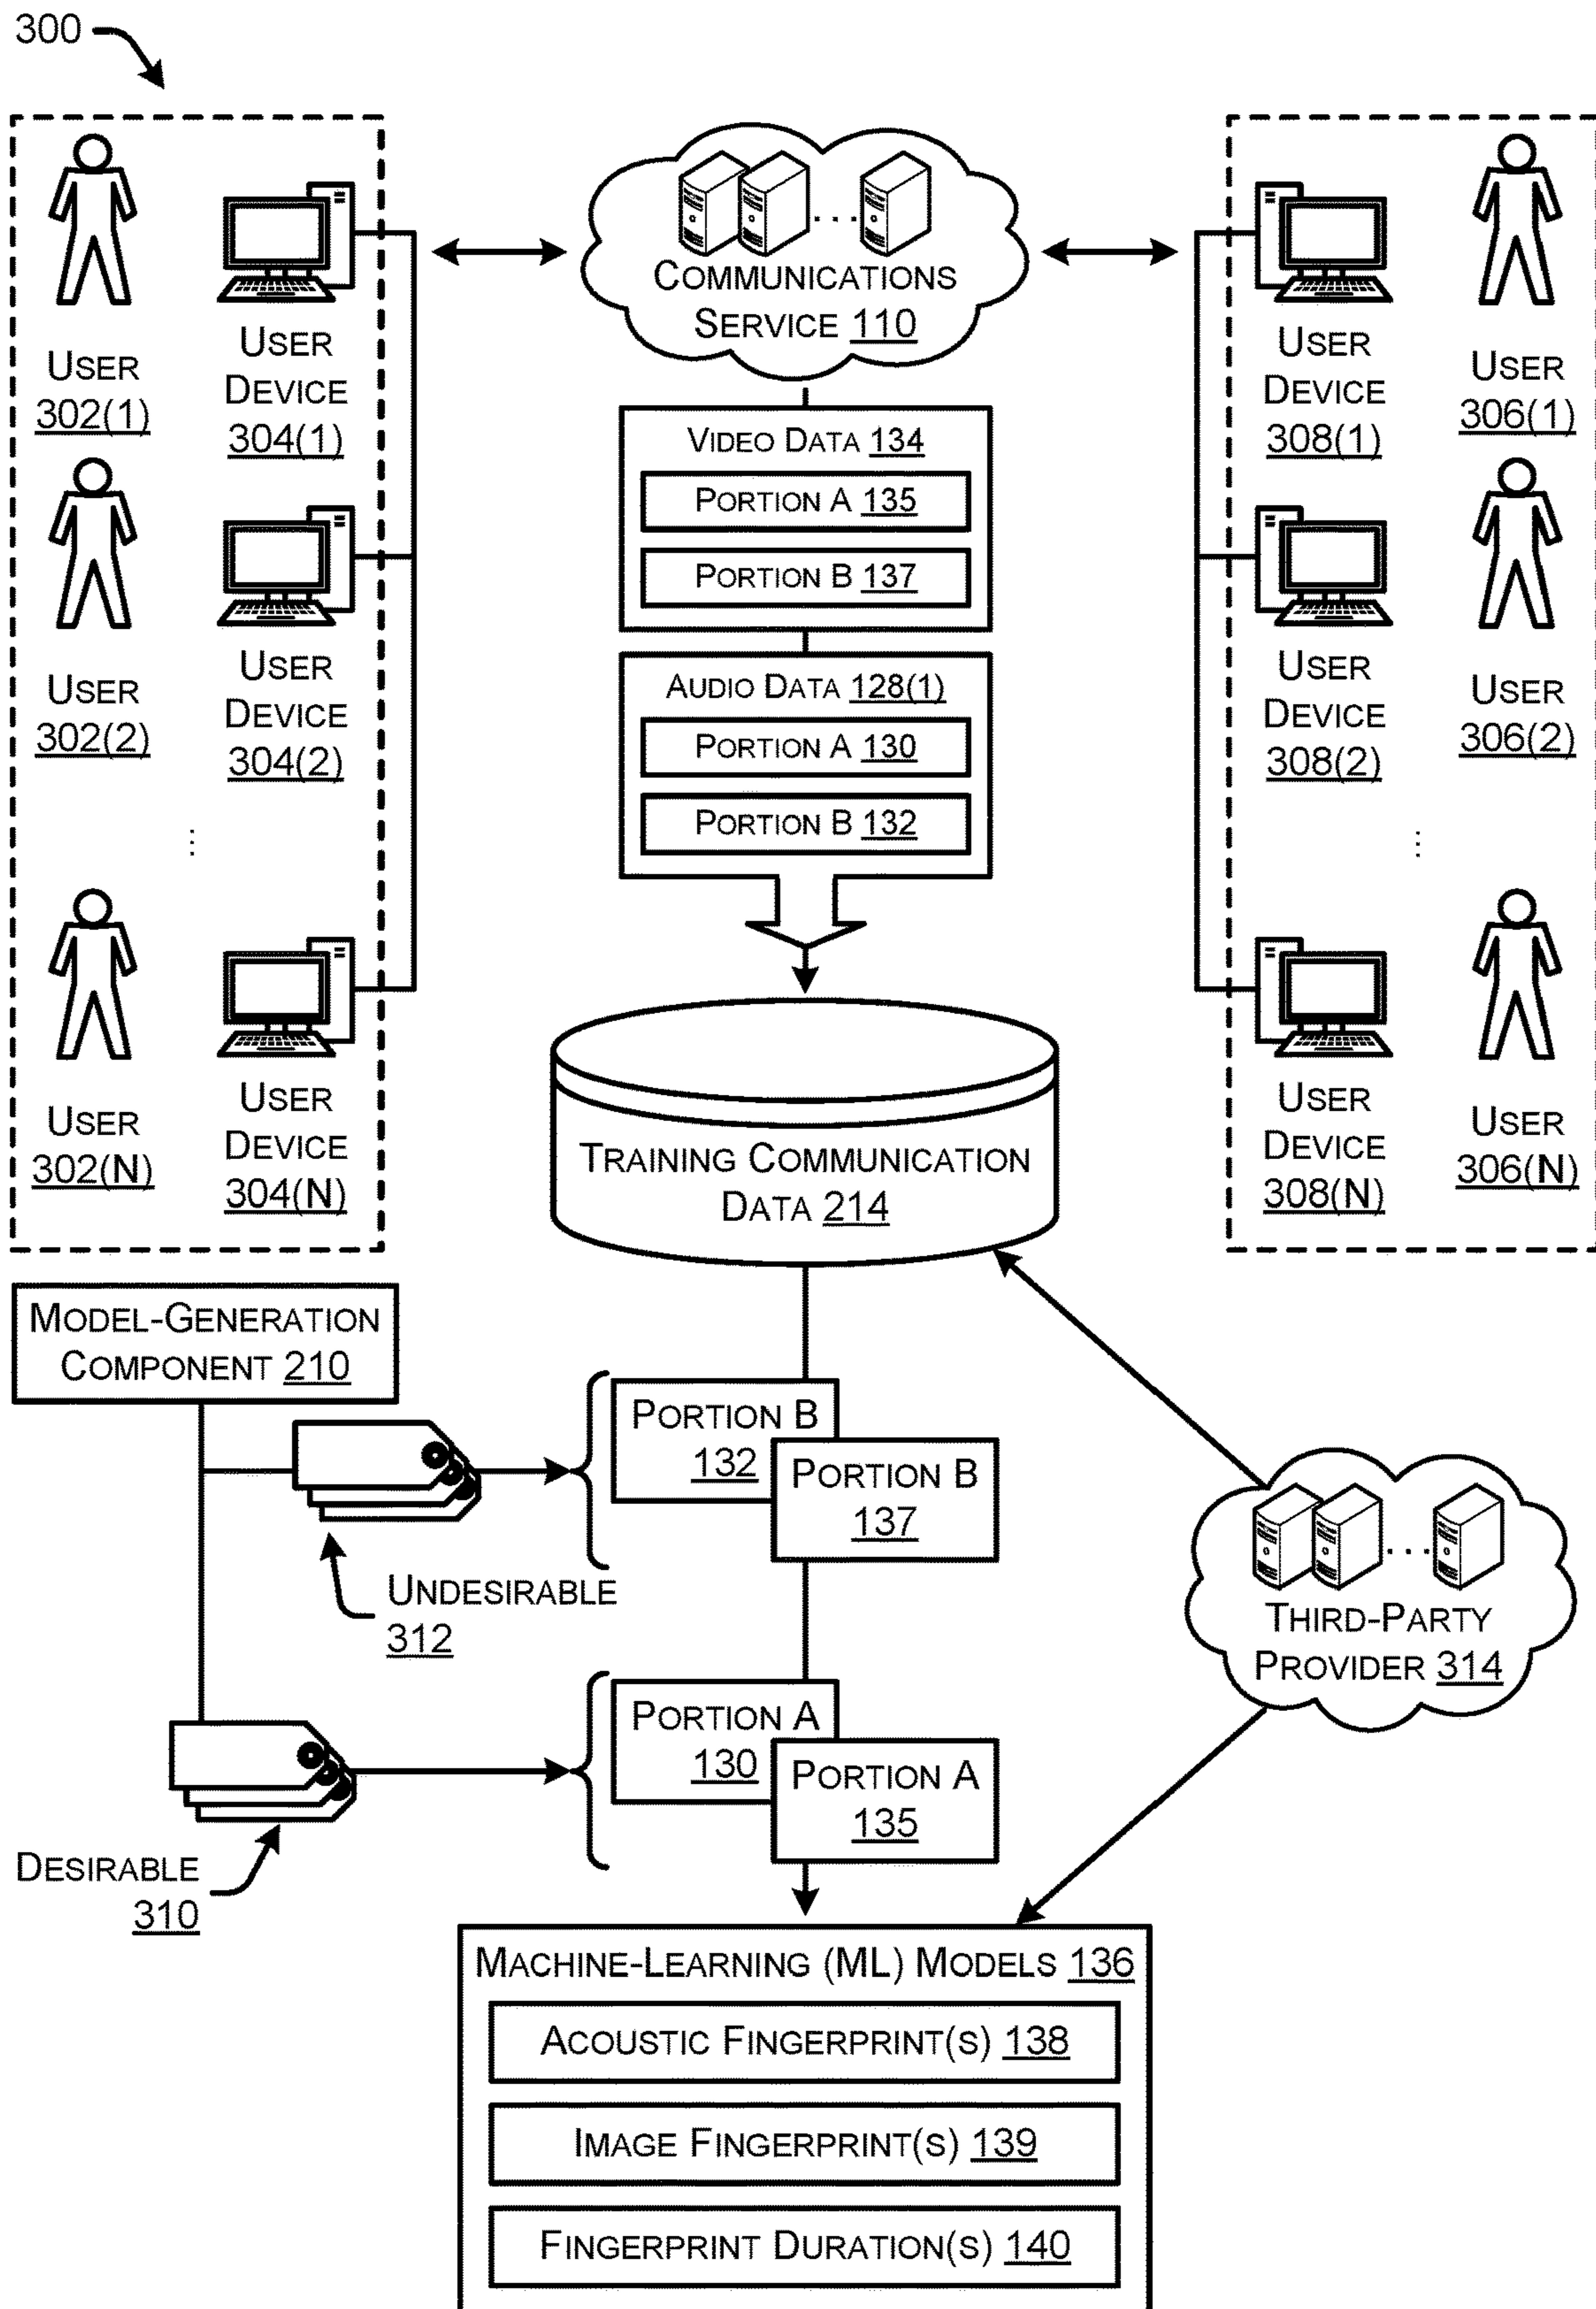 300
COMMUNICATIONS
SERVICE 110
USER
302(1)
USER
DEVICE
304(1)
USER
302(2)
USER
DEVICE
304(2)
...
USER
302(N)
USER
DEVICE
304(N)
VIDEO DATA 134
PORTION A 135
PORTION B 137
AUDIO DATA 128(1)
PORTION A 130
PORTION B 132
USER
DEVICE
308(1)
USER
306(1)
USER
DEVICE
308(2)
USER
306(2)
...
USER
DEVICE
308(N)
USER
306(N)
TRAINING COMMUNICATION
DATA 214
MODEL-GENERATION
COMPONENT 210
PORTION B
132
PORTION B
137
UNDESIRABLE
312
PORTION A
130
PORTION A
135
DESIRABLE
310
THIRD-PARTY
PROVIDER 314
MACHINE-LEARNING (ML) MODELS 136
ACOUSTIC FINGERPRINT(S) 138
IMAGE FINGERPRINT(S) 139
FINGERPRINT DURATION(S) 140